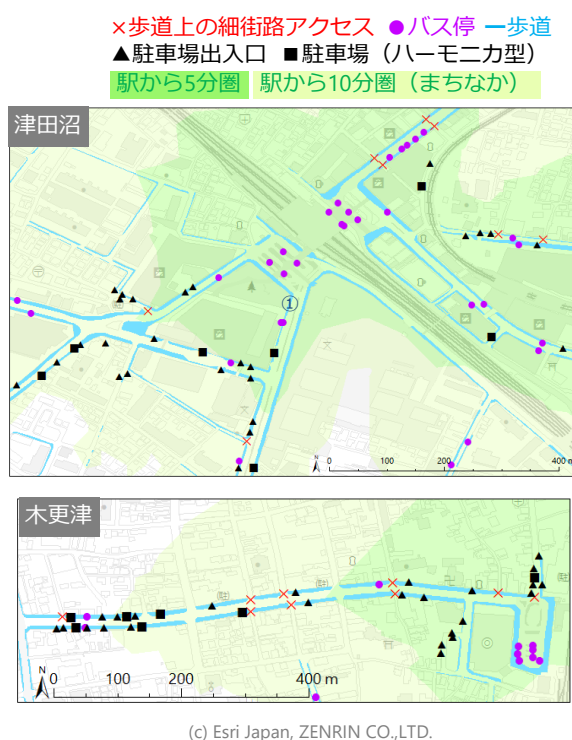 ×歩道上の細街路アクセス ●バス停 ー歩道
▲駐車場出入口 ■駐車場（ハーモニカ型）
駅から5分圏 駅から10分圏（まちなか）
津田沼
①
N
0 100 200 400 m
木更津
N
0 100 200 400 m
(c) Esri Japan, ZENRIN CO.,LTD.